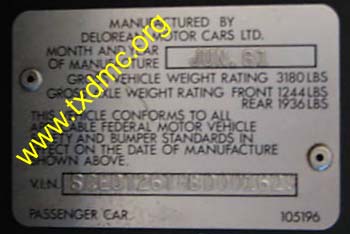 MANUFACTURED BY
DELOREAN MOTOR CARS LTD.
MONTH AND YEAR
OF MANUFACTURE JUN. 81
GROSS VEHICLE WEIGHT RATING 3180 LBS
GROSS AXLE WEIGHT RATING FRONT 1244 LBS
REAR 1936 LBS
THIS VEHICLE CONFORMS TO ALL
APPLICABLE FEDERAL MOTOR VEHICLE
SAFETY AND BUMPER STANDARDS IN
EFFECT ON THE DATE OF MANUFACTURE
SHOWN ABOVE.
V.I.N.
PASSENGER CAR 105196
www.txdmc.org